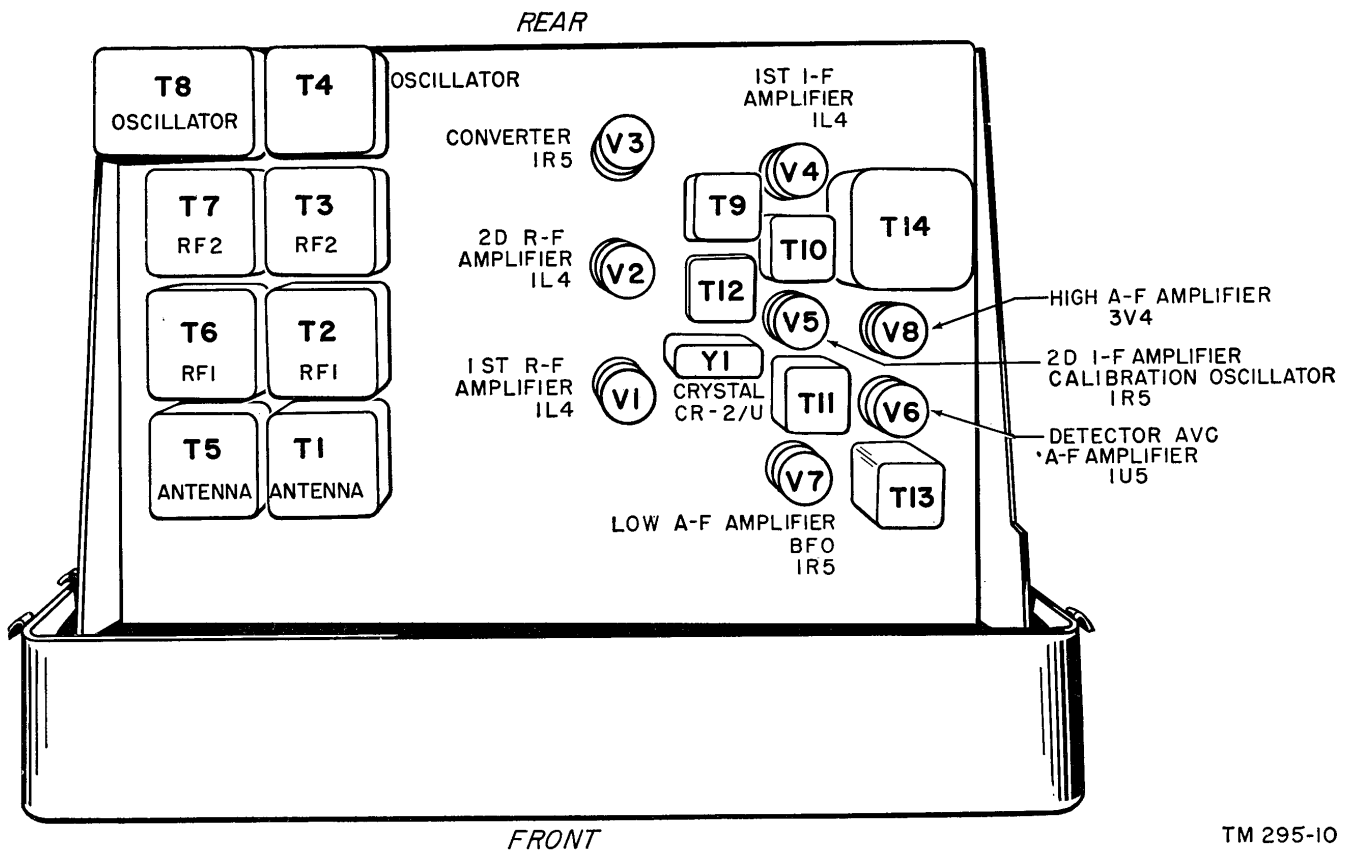 REAR
T8
OSCILLATOR
T4
OSCILLATOR
1ST I-F
AMPLIFIER
1L4
CONVERTER
1R5
V3
V4
T7
RF2
T3
RF2
T9
T14
2D R-F
AMPLIFIER
1L4
V2
T10
T12
T6
RF1
T2
RF1
V5
V8
HIGH A-F AMPLIFIER
3V4
1ST R-F
AMPLIFIER
1L4
V1
Y1
CRYSTAL
CR-2/U
T11
V6
2D I-F AMPLIFIER
CALIBRATION OSCILLATOR
1R5
T5
ANTENNA
T1
ANTENNA
DETECTOR AVC
A-F AMPLIFIER
1U5
V7
T13
LOW A-F AMPLIFIER
BFO
1R5
FRONT
TM 295-10